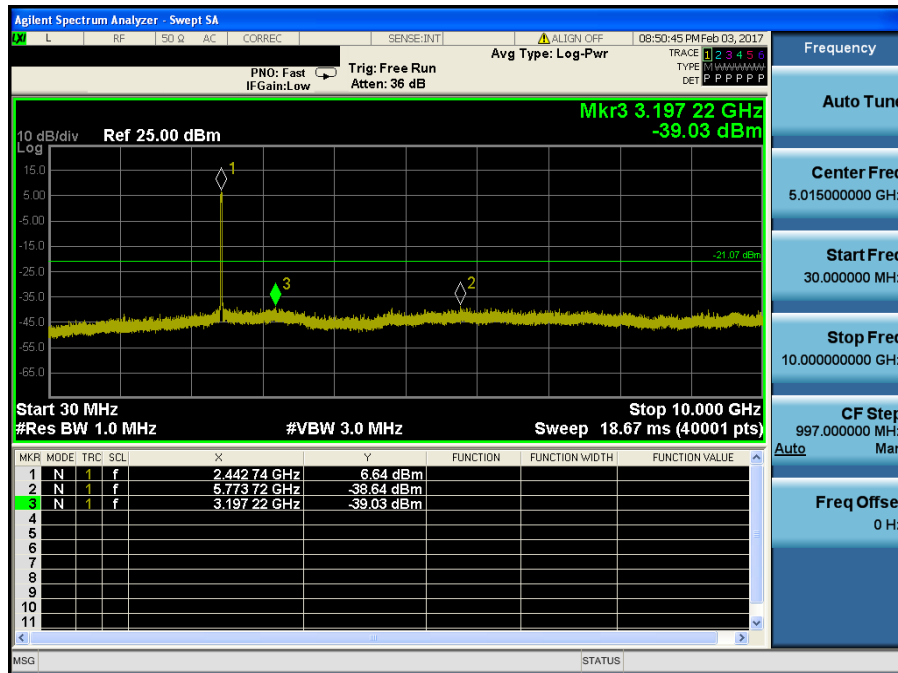 Agilent Spectrum Analyzer - Swept SA
LXI L RF 50 Ω AC CORREC SENSE:INT ALIGN OFF 08:50:45 PM Feb 03, 2017
Frequency
Avg Type: Log-Pwr
TRACE 1 2 3 4 5 6
PNO: Fast Trig: Free Run
TYPE M WWWWW
IFGain:Low Atten: 36 dB
DET P P P P P P
Auto Tune
Mkr3 3.197 22 GHz
-39.03 dBm
10 dB/div Ref 25.00 dBm
Log
15.0
5.00
-5.00
-15.0
-25.0
-35.0
-45.0
-55.0
-65.0
1
2
3
-21.07 dBm
Center Freq
5.015000000 GHz
Start Freq
30.000000 MHz
Stop Freq
10.000000000 GHz
Start 30 MHz Stop 10.000 GHz
#Res BW 1.0 MHz #VBW 3.0 MHz Sweep 18.67 ms (40001 pts)
CF Step
997.000000 MHz
Auto Man
MKR MODE TRC SCL X Y FUNCTION FUNCTION WIDTH FUNCTION VALUE
1 N 1 f 2.442 74 GHz 6.64 dBm
2 N 1 f 5.773 72 GHz -38.64 dBm
3 N 1 f 3.197 22 GHz -39.03 dBm
4
5
6
7
8
9
10
11
Freq Offset
0 Hz
MSG STATUS